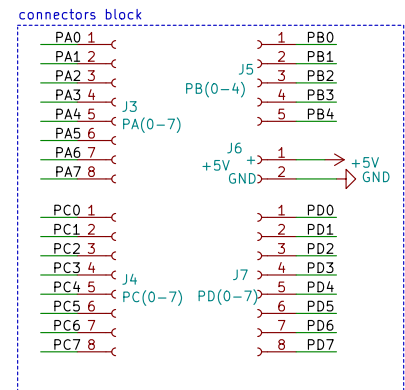 connectors block
PA0 1
PA1 2
PA2 3
PA3 4
PA4 5
PA5 6
PA6 7
PA7 8
J3
PA(0-7)
1 PB0
2 PB1
3 PB2
4 PB3
5 PB4
J5
PB(0-4)
J6
+5V
+ 1 +5V
GND 2 GND
PC0 1
PC1 2
PC2 3
PC3 4
PC4 5
PC5 6
PC6 7
PC7 8
J4
PC(0-7)
1 PD0
2 PD1
3 PD2
4 PD3
5 PD4
6 PD5
7 PD6
8 PD7
J7
PD(0-7)